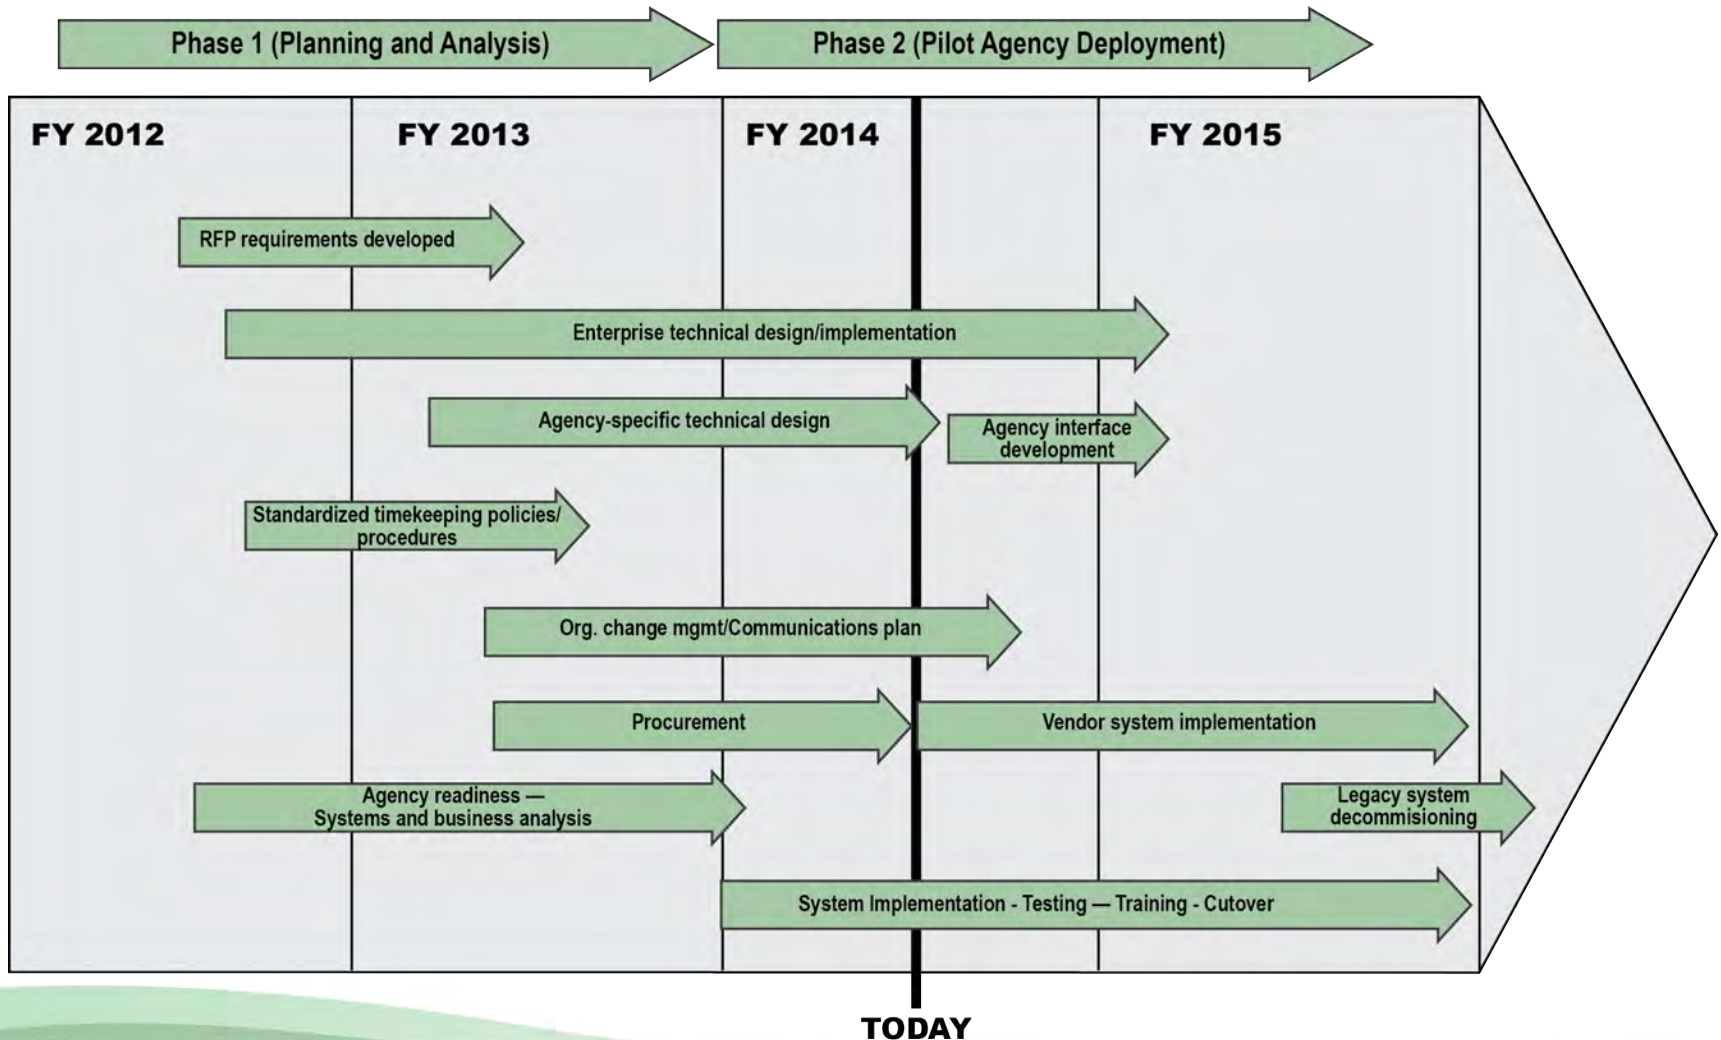 Phase 1 (Planning and Analysis)
Phase 2 (Pilot Agency Deployment)
FY 2012
FY 2013
FY 2014
FY 2015
RFP requirements developed
Enterprise technical design/implementation
Agency-specific technical design
Agency interface
development
Standardized timekeeping policies/
procedures
Org. change mgmt/Communications plan
Procurement
Vendor system implementation
Agency readiness —
Systems and business analysis
Legacy system
decommisioning
System Implementation - Testing — Training - Cutover
TODAY